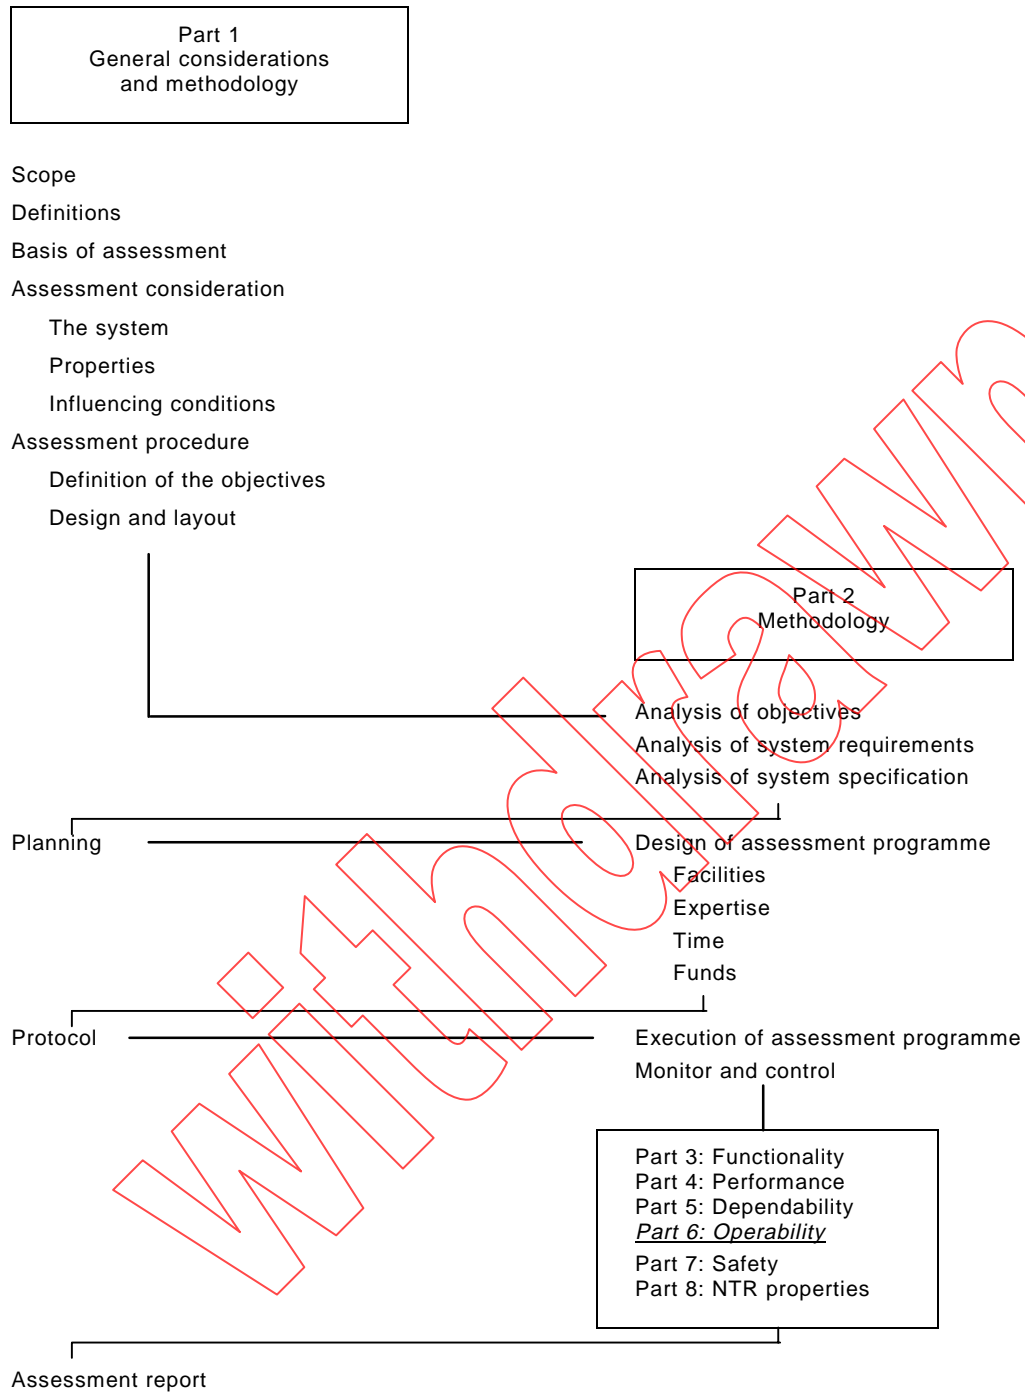 Part 1
General considerations
and methodology
Scope
Definitions
Basis of assessment
Assessment consideration
The system
Properties
Influencing conditions
Assessment procedure
Definition of the objectives
Design and layout
Part 2
Methodology
Analysis of objectives
Analysis of system requirements
Analysis of system specification
Planning
Design of assessment programme
Facilities
Expertise
Time
Funds
Protocol
Execution of assessment programme
Monitor and control
Part 3: Functionality
Part 4: Performance
Part 5: Dependability
Part 6: Operability
Part 7: Safety
Part 8: NTR properties
Assessment report
withdrawn